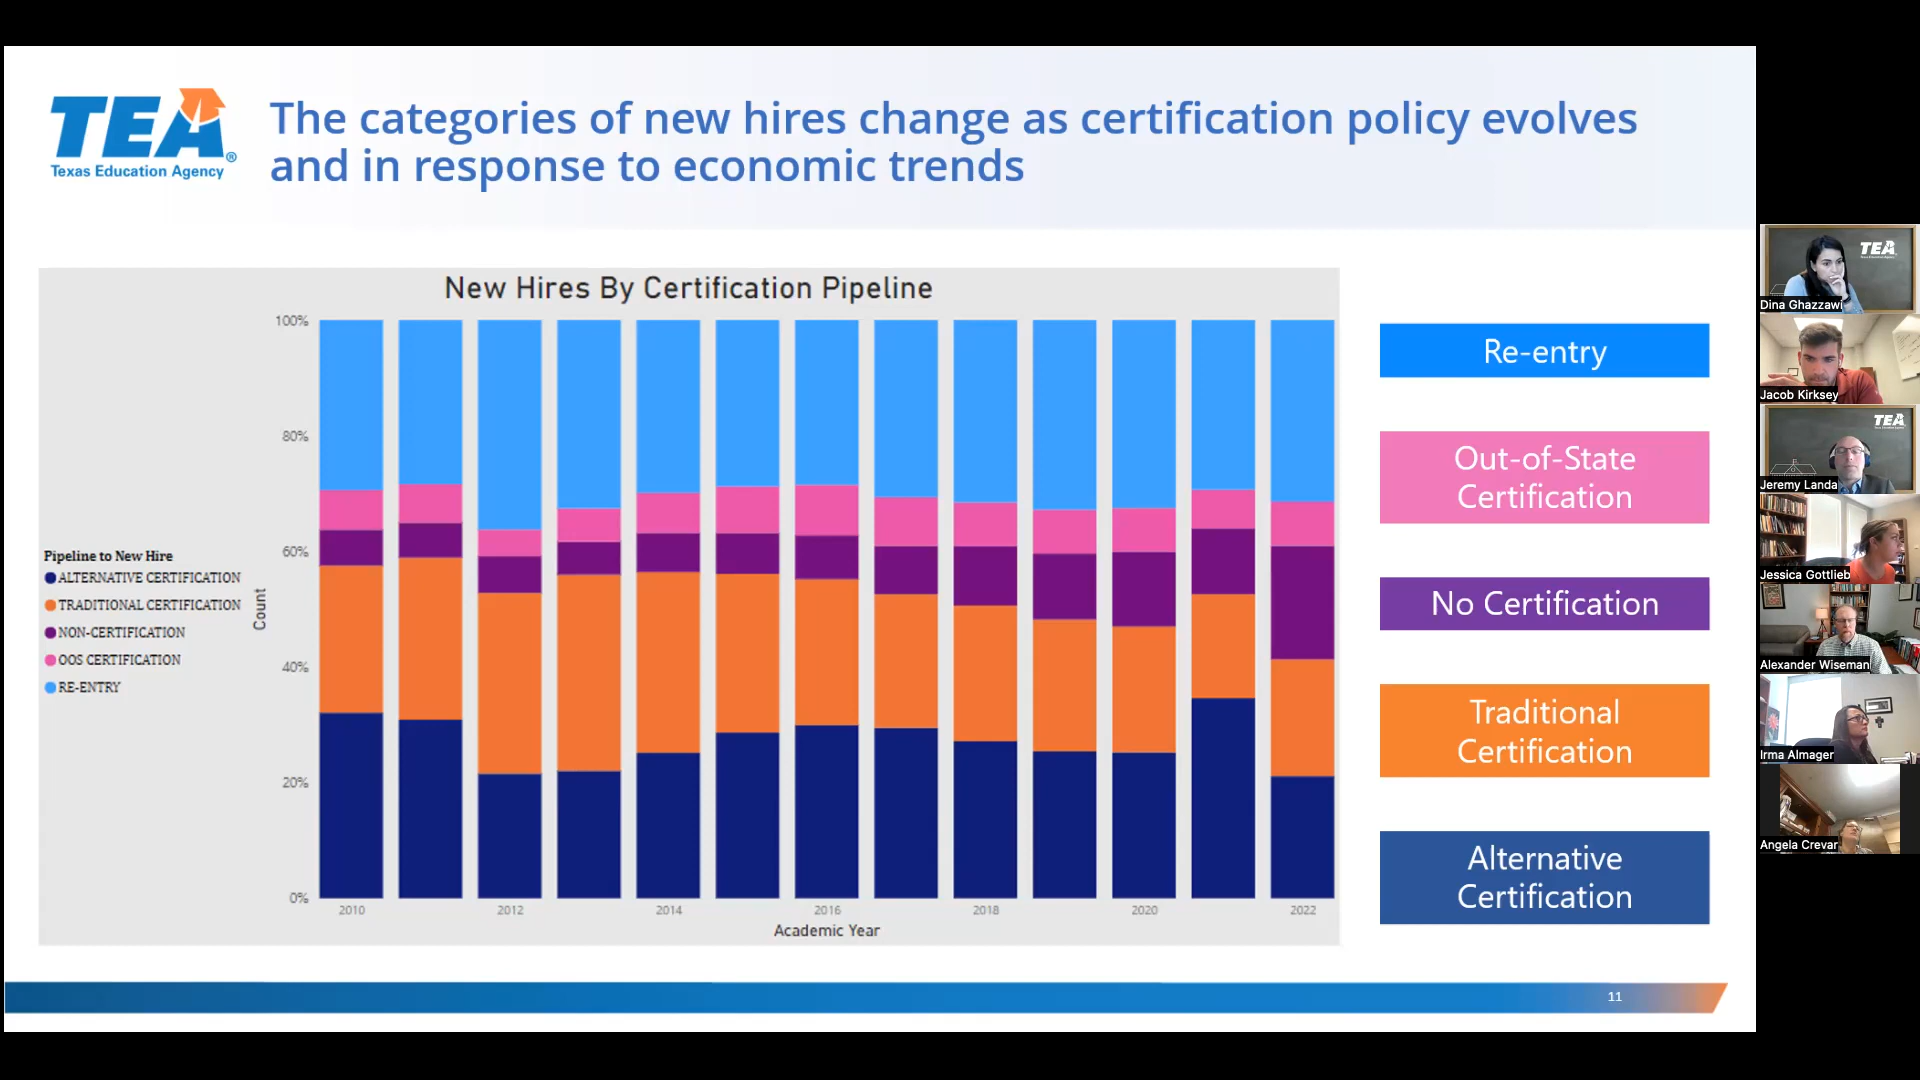 TEA
®
Texas Education Agency
The categories of new hires change as certification policy evolves
and in response to economic trends
New Hires By Certification Pipeline
Pipeline to New Hire
ALTERNATIVE CERTIFICATION
TRADITIONAL CERTIFICATION
NON-CERTIFICATION
OOS CERTIFICATION
RE-ENTRY
Count
100%
80%
60%
40%
20%
0%
2010
2012
2014
2016
2018
2020
2022
Academic Year
Re-entry
Out-of-State
Certification
No Certification
Traditional
Certification
Alternative
Certification
11
TEA
Dina Ghazzawi
Jacob Kirksey
TEA
Jeremy Landa
Jessica Gottlieb
Alexander Wiseman
Irma Almager
Angela Crevar